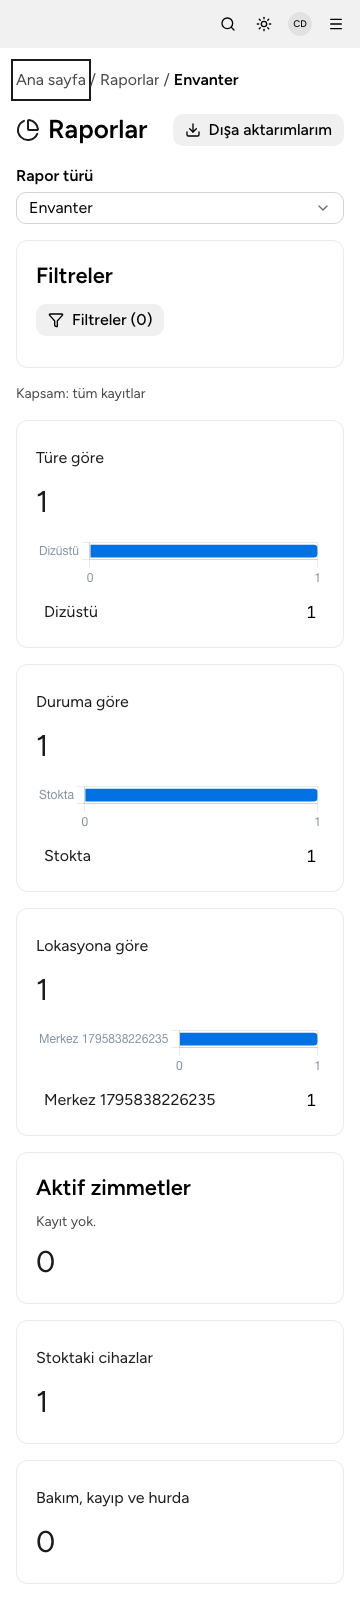 CD
Ana sayfa / Raporlar / Envanter
Raporlar
Dışa aktarımlarım
Rapor türü
Envanter
Filtreler
Filtreler (0)
Kapsam: tüm kayıtlar
Türe göre
1
Dizüstü
0 1
Dizüstü 1
Duruma göre
1
Stokta
0 1
Stokta 1
Lokasyona göre
1
Merkez 1795838226235
0 1
Merkez 1795838226235 1
Aktif zimmetler
Kayıt yok.
0
Stoktaki cihazlar
1
Bakım, kayıp ve hurda
0